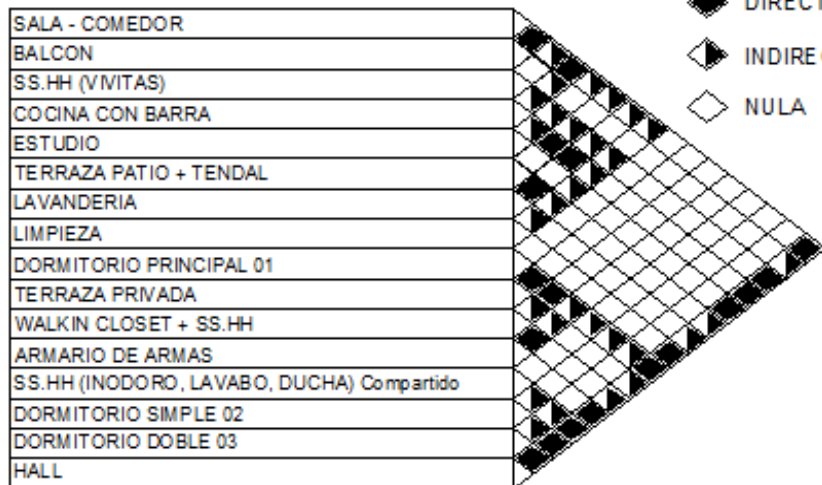 DIRECT
SALA - COMEDOR
BALCON
INDIRE
SS.HH (VIVITAS)
COCINA CON BARRA
NULA
ESTUDIO
TERRAZA PATIO + TENDAL
LAVANDERIA
LIMPIEZA
DORMITORIO PRINCIPAL 01
TERRAZA PRIVADA
WALKIN CLOSET + SS.HH
ARMARIO DE ARMAS
SS.HH (INODORO, LAVABO, DUCHA) Compartido
DORMITORIO SIMPLE 02
DORMITORIO DOBLE 03
HALL